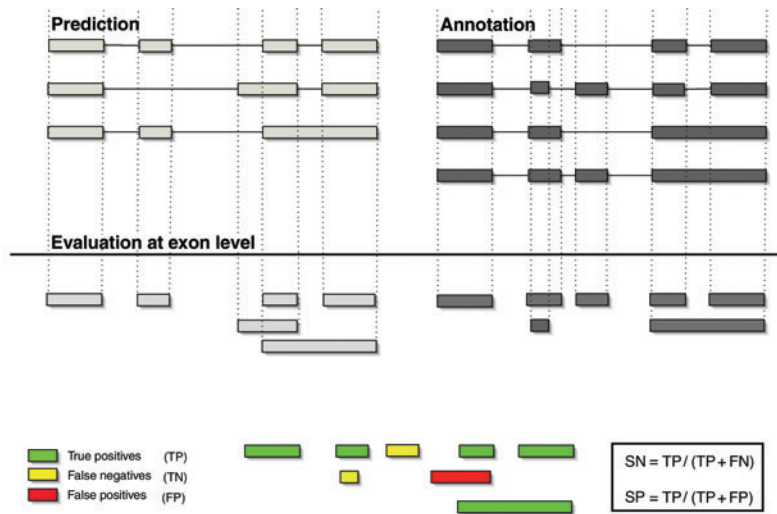 Prediction
Annotation
Evaluation at exon level
True positives (TP)
False negatives (TN)
False positives (FP)
SN = TP / (TP + FN)
SP = TP / (TP + FP)